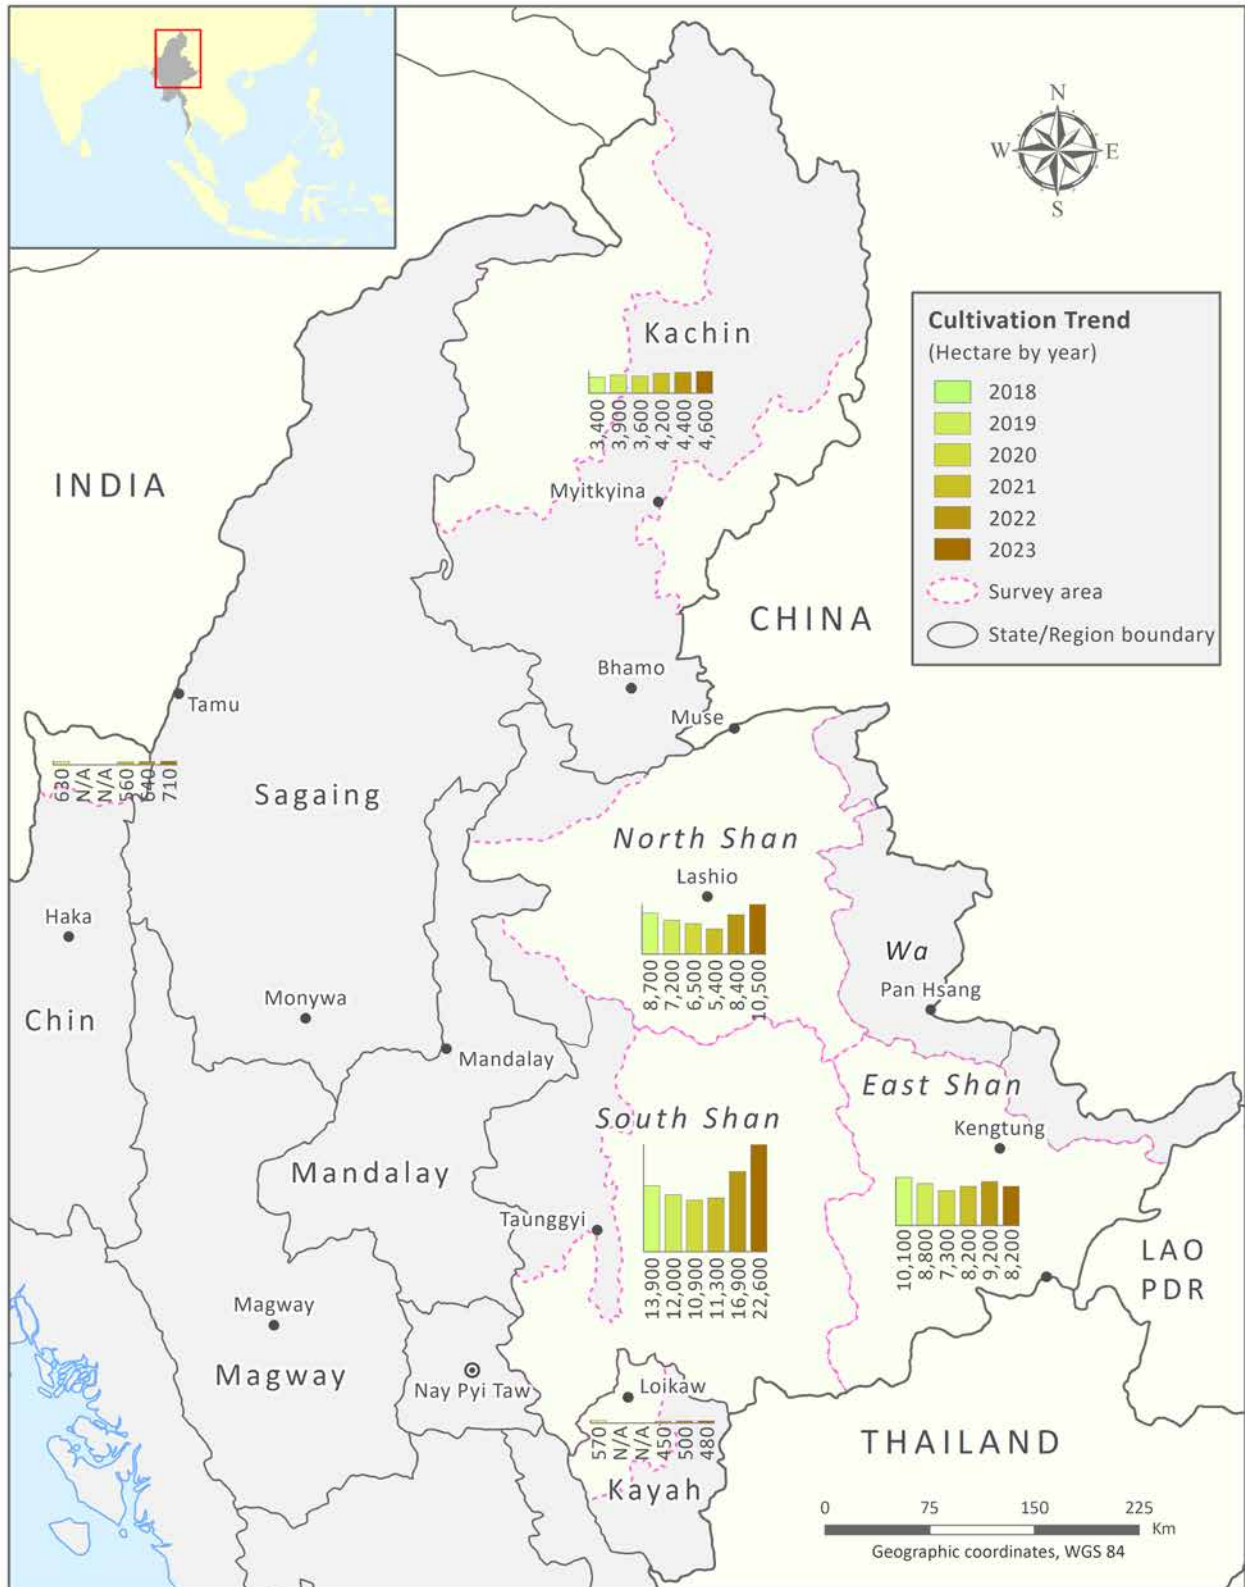 N
W E
S
Cultivation Trend
(Hectare by year)
2018
2019
2020
2021
2022
2023
Survey area
State/Region boundary
Kachin
3,400
3,900
3,600
4,200
4,400
4,600
INDIA
Myitkyina
CHINA
Bhamo
Tamu
Muse
630
N/A
N/A
560
640
710
Sagaing
North Shan
Lashio
8,700
7,200
6,500
5,400
8,400
10,500
Haka
Wa
Pan Hsang
Monywa
Chin
Mandalay
East Shan
South Shan
Kengtung
Mandalay
Taunggyi
13,900
12,000
10,900
11,300
16,900
22,600
10,100
8,800
7,300
8,200
9,200
8,200
LAO
PDR
Magway
Magway
Nay Pyi Taw
Loikaw
570
N/A
N/A
450
500
480
Kayah
THAILAND
0 75 150 225
Km
Geographic coordinates, WGS 84